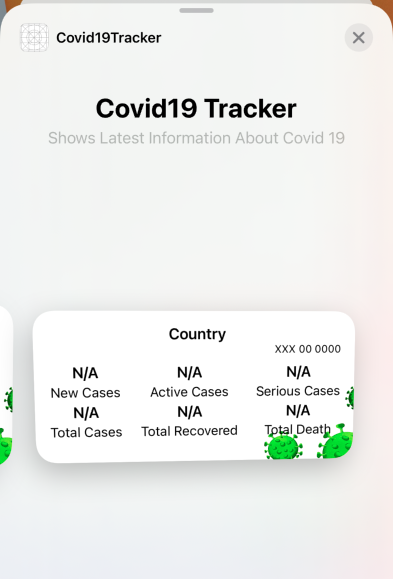 Covid19Tracker
Covid19 Tracker
Shows Latest Information About Covid 19
Country
XXX 00 0000
N/A N/A N/A
New Cases Active Cases Serious Cases
N/A N/A N/A
Total Cases Total Recovered Total Death